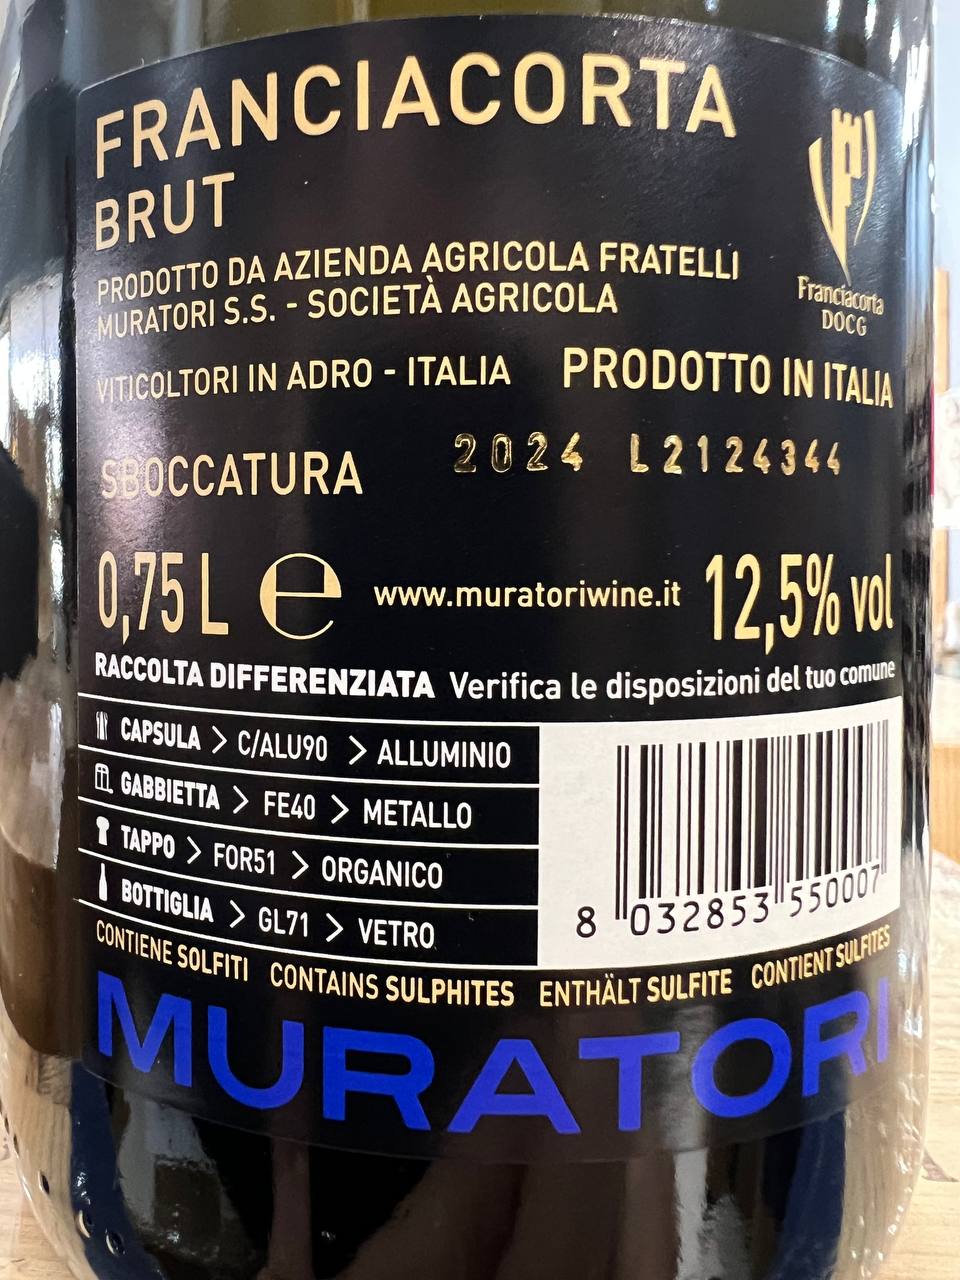 FRANCIACORTA
BRUT
Franciacorta
DOCG
PRODOTTO DA AZIENDA AGRICOLA FRATELLI
MURATORI S.S. - SOCIETÀ AGRICOLA
VITICOLTORI IN ADRO - ITALIA PRODOTTO IN ITALIA
SBOCCATURA 2024 L2124344
0,75 L e www.muratoriwine.it 12,5% vol
RACCOLTA DIFFERENZIATA Verifica le disposizioni del tuo comune
CAPSULA > C/ALU90 > ALLUMINIO
GABBIETTA > FE40 > METALLO
TAPPO > FOR51 > ORGANICO
BOTTIGLIA > GL71 > VETRO
8 032853 550007
CONTIENE SOLFITI CONTAINS SULPHITES ENTHÄLT SULFITE CONTIENT SULFITES
MURATORI